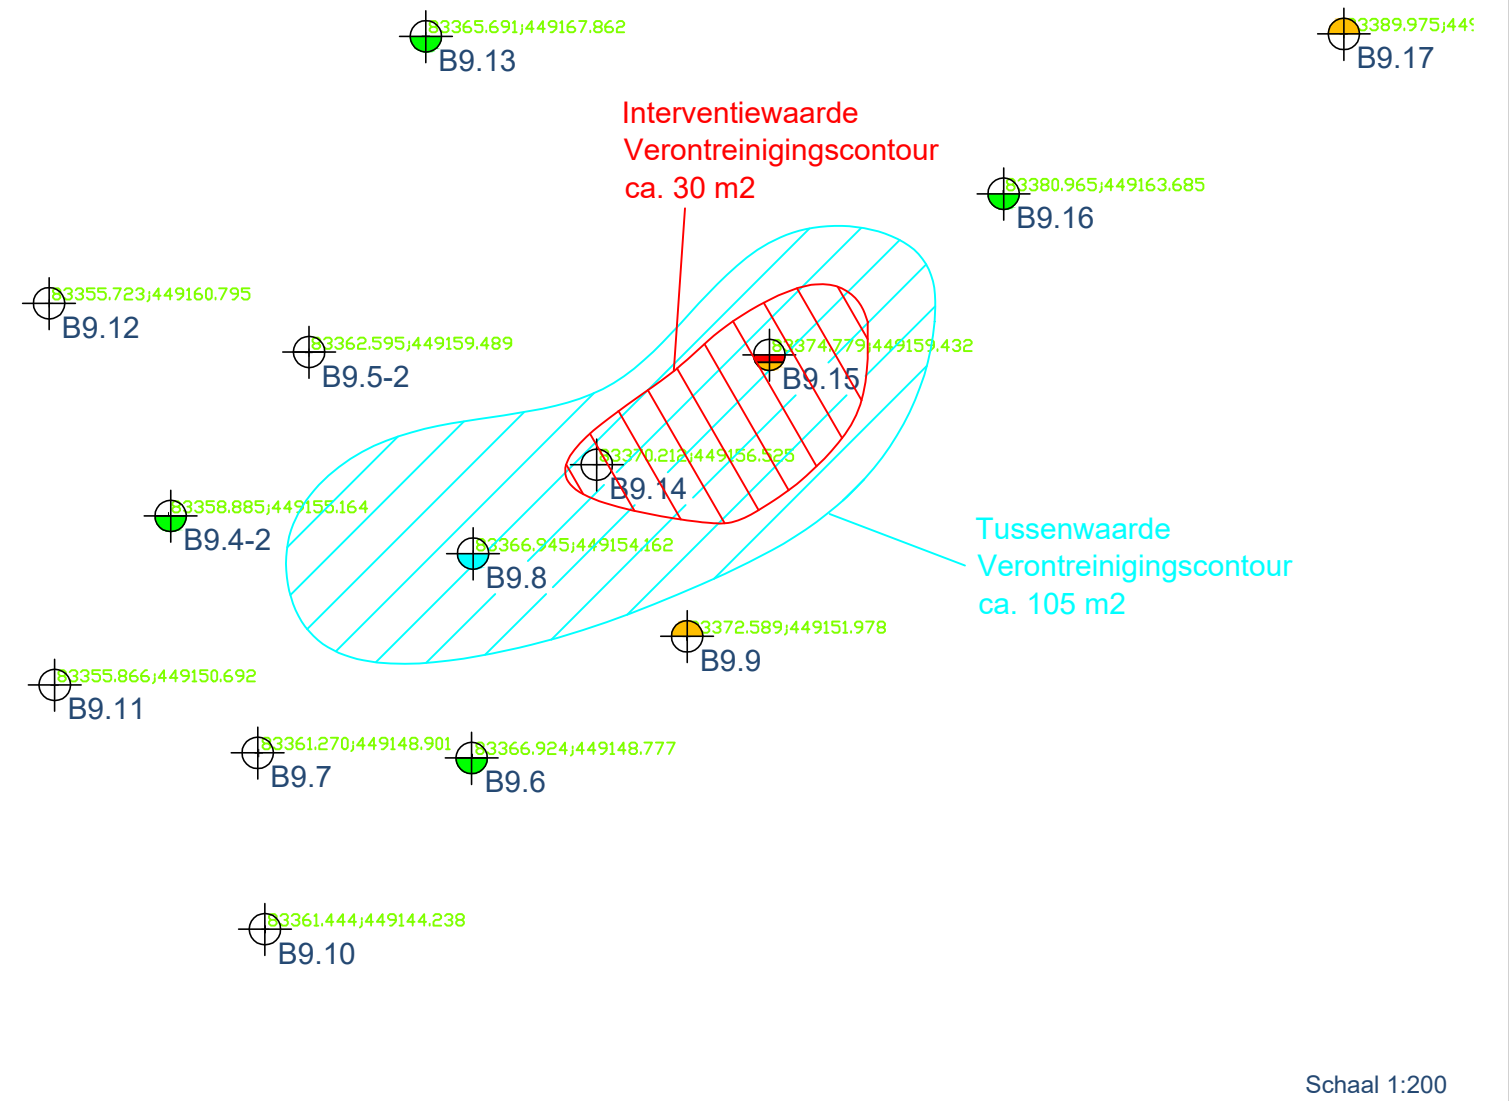 83365.691;449167.862
B9.13
83389.975;449
B9.17
Interventiewaarde
Verontreinigingscontour
ca. 30 m2
83380.965;449163.685
B9.16
83355.723;449160.795
B9.12
83362.595;449159.489
B9.5-2
83374.779;449159.432
B9.15
83370.212;449156.525
B9.14
83358.885;449155.164
B9.4-2
83366.945;449154.162
B9.8
Tussenwaarde
Verontreinigingscontour
ca. 105 m2
83372.589;449151.978
B9.9
83355.866;449150.692
B9.11
83361.270;449148.901
B9.7
83366.924;449148.777
B9.6
83361.444;449144.238
B9.10
Schaal 1:200